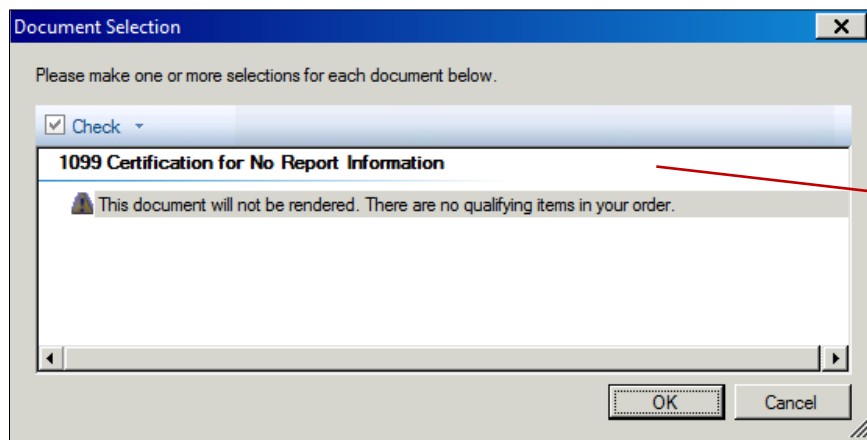 Document Selection
Please make one or more selections for each document below.
Check
1099 Certification for No Report Information
This document will not be rendered. There are no qualifying items in your order.
OK Cancel